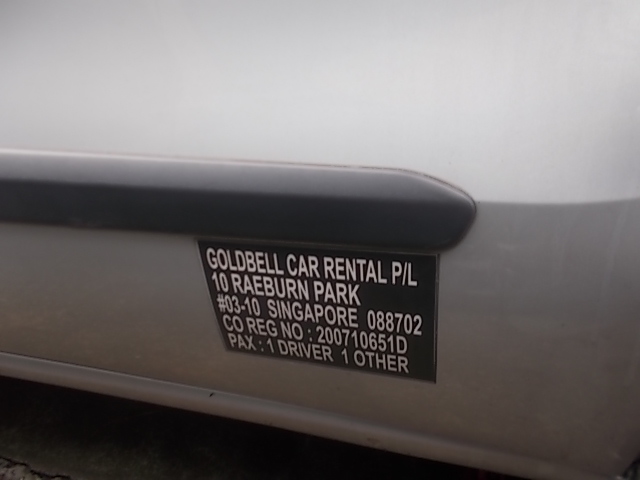 GOLDBELL CAR RENTAL P/L
10 RAEBURN PARK
#03-10 SINGAPORE 088702
CO REG NO : 200710651D
PAX : 1 DRIVER 1 OTHER